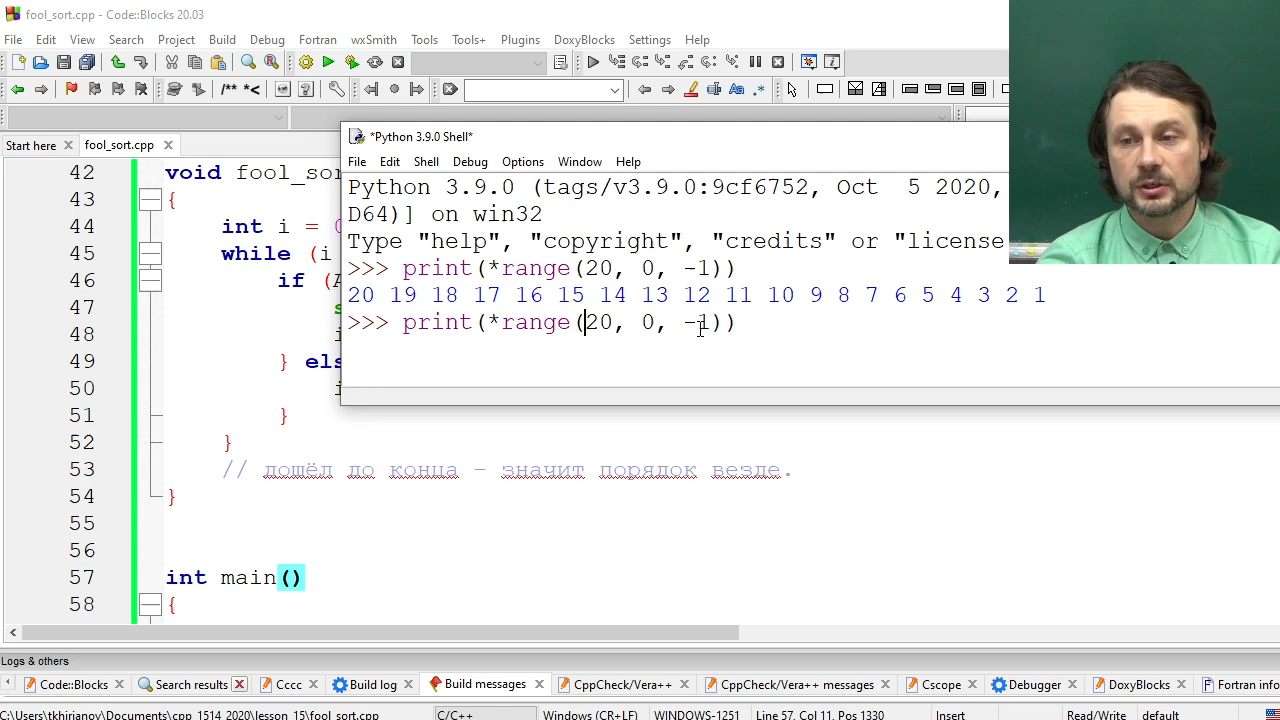 fool_sort.cpp - Code::Blocks 20.03
File Edit View Search Project Build Debug Fortran wxSmith Tools Tools+ Plugins DoxyBlocks Settings Help
/** *<
Start here fool_sort.cpp
*Python 3.9.0 Shell*
File Edit Shell Debug Options Window Help
Python 3.9.0 (tags/v3.9.0:9cf6752, Oct 5 2020,
D64)] on win32
Type "help", "copyright", "credits" or "license
>>> print(*range(20, 0, -1))
20 19 18 17 16 15 14 13 12 11 10 9 8 7 6 5 4 3 2 1
>>> print(*range(20, 0, -1))
42 void fool_sor
43 {
44 int i = 0
45 while (i
46 if (A
47 s
48 i
49 } els
50 i
51 }
52 }
53 // дошёл до конца - значит порядок везде.
54 }
55
56
57 int main()
58 {
Logs & others
Code::Blocks Search results Cccc Build log Build messages CppCheck/Vera++ CppCheck/Vera++ messages Cscope Debugger DoxyBlocks Fortran info
C:\Users\tkhirianov\Documents\cpp_1514_2020\lesson_15\fool_sort.cpp C/C++ Windows (CR+LF) WINDOWS-1251 Line 57, Col 11, Pos 1330 Insert Read/Write default